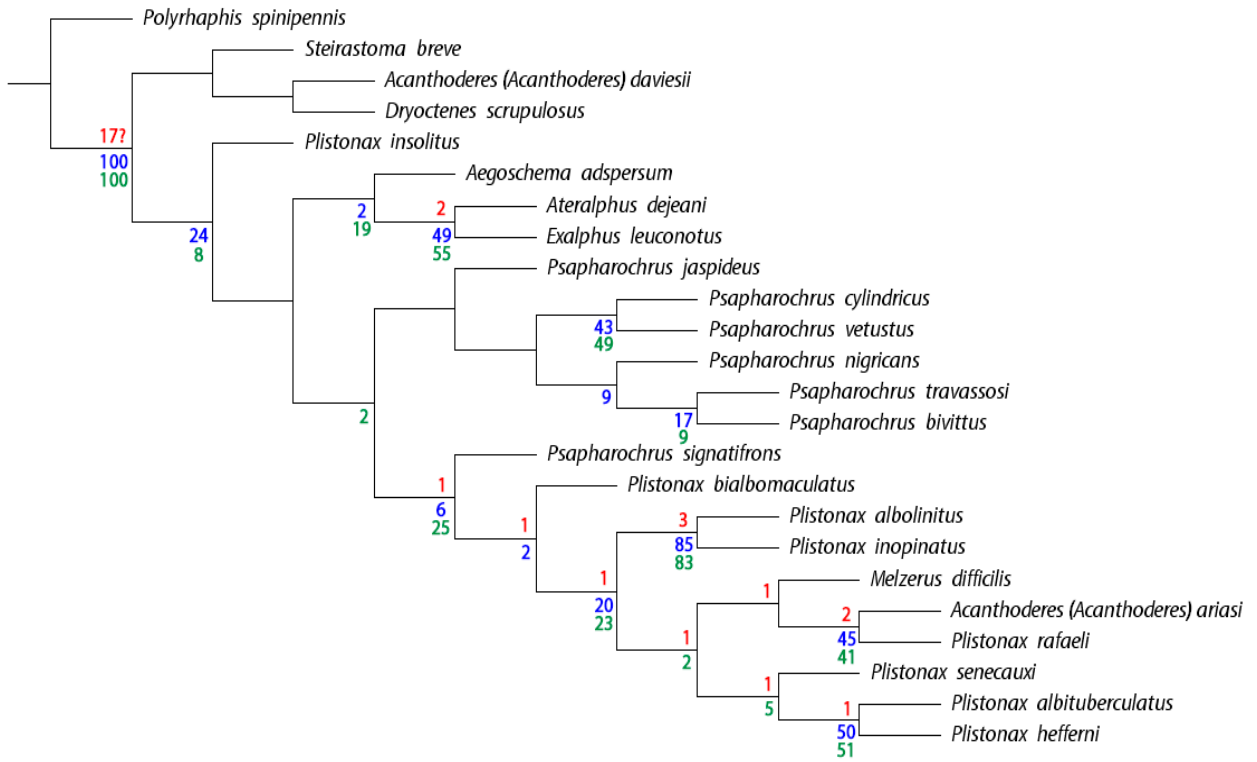 Polyrhaphis spinipennis
Steirastoma breve
Acanthoderes (Acanthoderes) daviesii
Dryoctenes scrupulosus
17?
Plistonax insolitus
100
100
Aegoschema adspersum
2
2
Ateralphus dejeani
19
24
49
Exalphus leuconotus
8
55
Psapharochrus jaspideus
Psapharochrus cylindricus
43
Psapharochrus vetustus
49
Psapharochrus nigricans
9
Psapharochrus travassosi
2
17
Psapharochrus bivittus
9
Psapharochrus signatifrons
1
Plistonax bialbomaculatus
6
25
1
3
Plistonax albolinitus
2
85
Plistonax inopinatus
83
1
1
Melzerus difficilis
20
23
2
Acanthoderes (Acanthoderes) ariasi
1
45
Plistonax rafaeli
2
41
1
Plistonax senecauxi
5
1
Plistonax albituberculatus
50
Plistonax hefferni
51